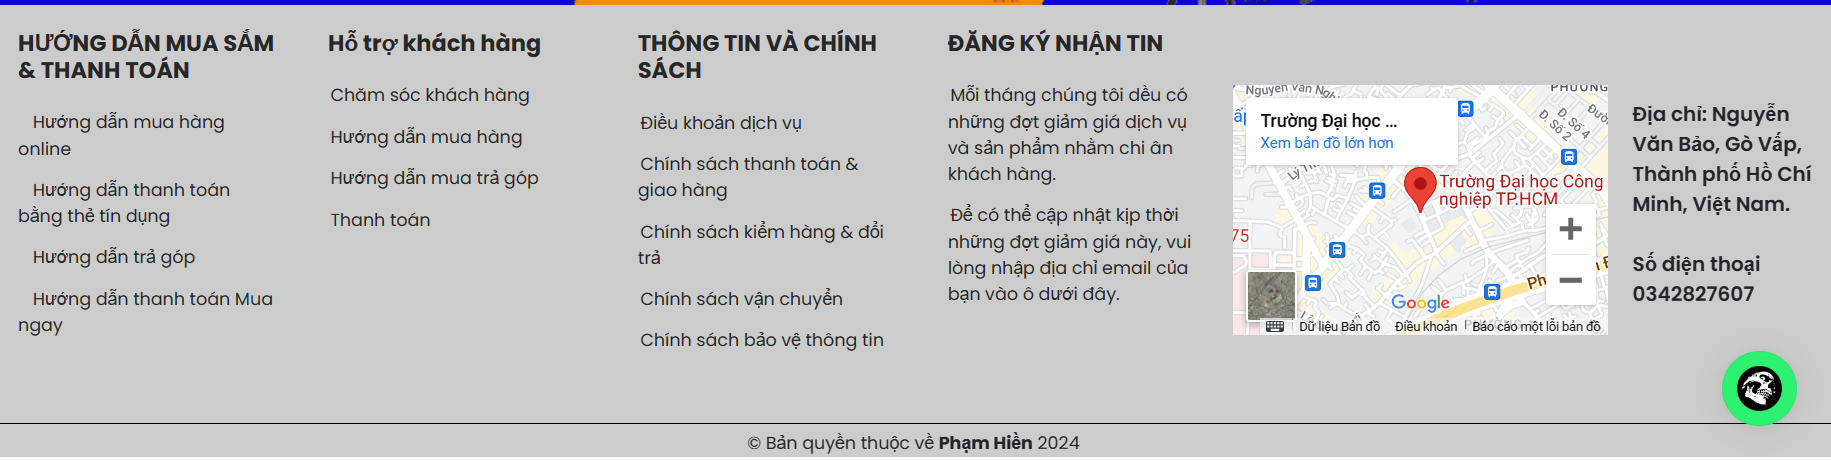 HƯỚNG DẪN MUA SẮM
& THANH TOÁN
Hướng dẫn mua hàng
online
Hướng dẫn thanh toán
bằng thẻ tín dụng
Hướng dẫn trả góp
Hướng dẫn thanh toán Mua
ngay
Hỗ trợ khách hàng
Chăm sóc khách hàng
Hướng dẫn mua hàng
Hướng dẫn mua trả góp
Thanh toán
THÔNG TIN VÀ CHÍNH
SÁCH
Điều khoản dịch vụ
Chính sách thanh toán &
giao hàng
Chính sách kiểm hàng & đổi
trả
Chính sách vận chuyển
Chính sách bảo vệ thông tin
ĐĂNG KÝ NHẬN TIN
Mỗi tháng chúng tôi dều có
những đợt giảm giá dịch vụ
và sản phẩm nhằm chi ân
khách hàng.
Để có thể cập nhật kịp thời
những đợt giảm giá này, vui
lòng nhập địa chỉ email của
bạn vào ô dưới đây.
Nguyễn Văn
Trường Đại học ...
Xem bản đồ lớn hơn
Đ. Số 4
Đ. Số 2
Trường Đại học Công
nghiệp TP.HCM
75
Google
Dữ liệu Bản đồ
Điều khoản
Báo cáo một lỗi bản đồ
Địa chỉ: Nguyễn
Văn Bảo, Gò Vấp,
Thành phố Hồ Chí
Minh, Việt Nam.
Số điện thoại
0342827607
© Bản quyền thuộc về Phạm Hiền 2024